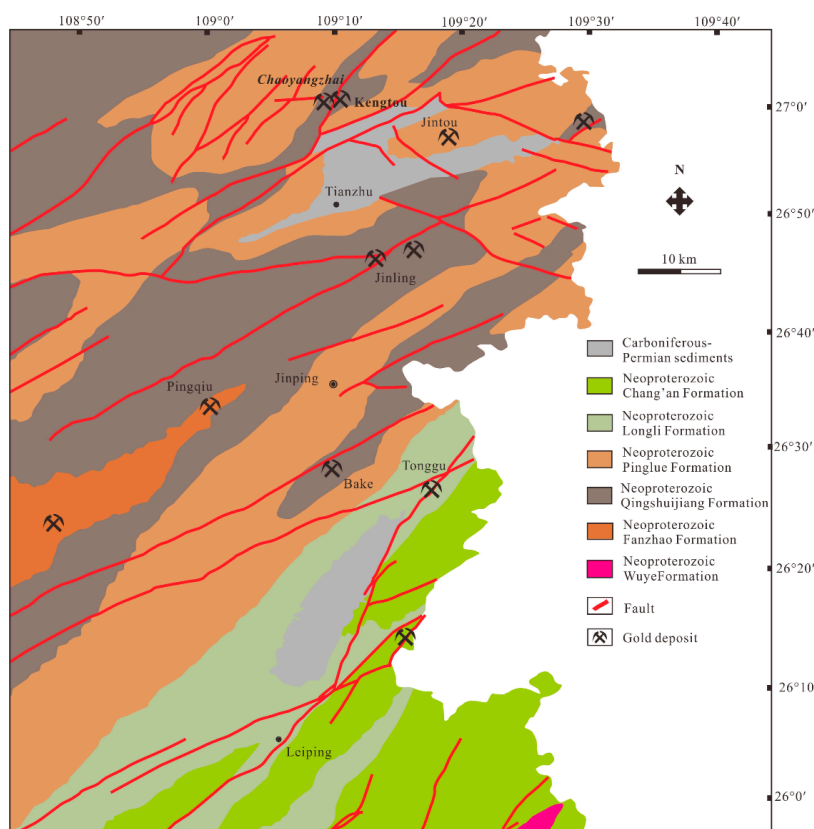 108°50′ 109°0′ 109°10′ 109°20′ 109°30′ 109°40′
Chaoyangzhai
Kengtou
27°0′
Jintou
N
Tianzhu
26°50′
Jinling
10 km
26°40′
Carboniferous-
Permian sediments
Jinping
Pingqiu
Neoproterozoic
Chang'an Formation
Neoproterozoic
Longli Formation
26°30′
Tonggu
Bake
Neoproterozoic
Pinglue Formation
Neoproterozoic
Qingshuijiang Formation
Neoproterozoic
Fanzhao Formation
26°20′
Neoproterozoic
WuyeFormation
Fault
Gold deposit
26°10′
Leiping
26°0′